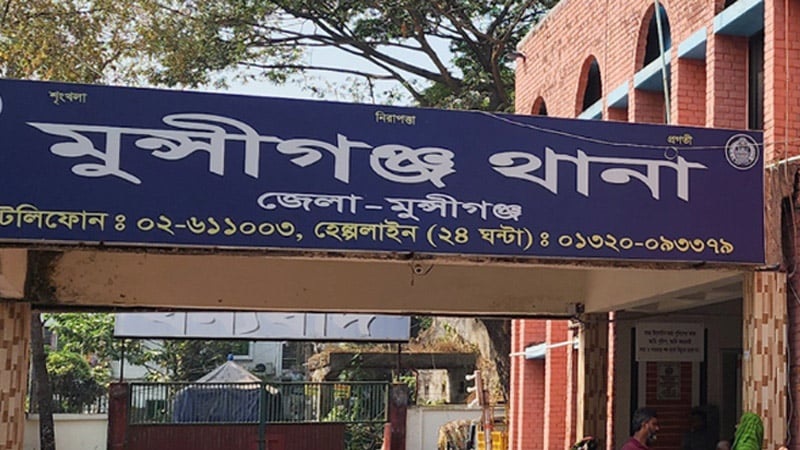 শৃংখলা নিরাপত্তা প্রগতী
মুন্সীগঞ্জ থানা
জেলা-মুন্সীগঞ্জ
টেলিফোন : ০২-৬১১০০৩, হেল্পলাইন (২৪ ঘন্টা) : ০১৩২০-০৯৩৩৭৯